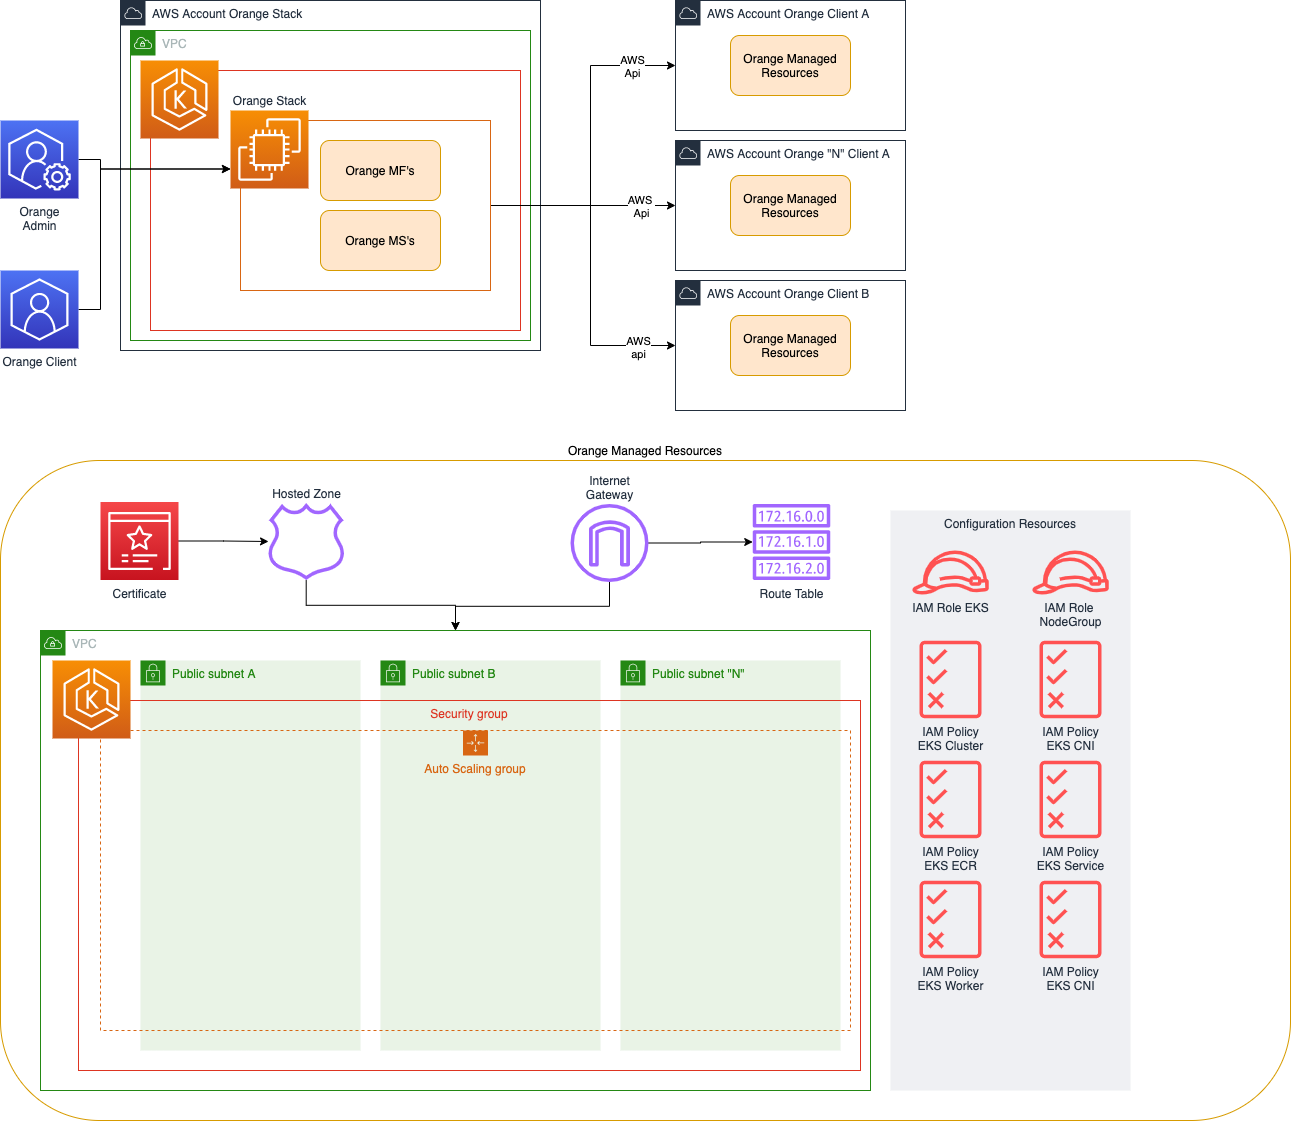 AWS Account Orange Stack
VPC
Orange Stack
Orange MF's
Orange MS's
Orange
Admin
Orange Client
AWS
Api
AWS
Api
AWS
api
AWS Account Orange Client A
Orange Managed
Resources
AWS Account Orange "N" Client A
Orange Managed
Resources
AWS Account Orange Client B
Orange Managed
Resources
Orange Managed Resources
Certificate
Hosted Zone
Internet
Gateway
172.16.0.0
172.16.1.0
172.16.2.0
Route Table
VPC
Public subnet A
Public subnet B
Public subnet "N"
Security group
Auto Scaling group
Configuration Resources
IAM Role EKS
IAM Role
NodeGroup
IAM Policy
EKS Cluster
IAM Policy
EKS CNI
IAM Policy
EKS ECR
IAM Policy
EKS Service
IAM Policy
EKS Worker
IAM Policy
EKS CNI